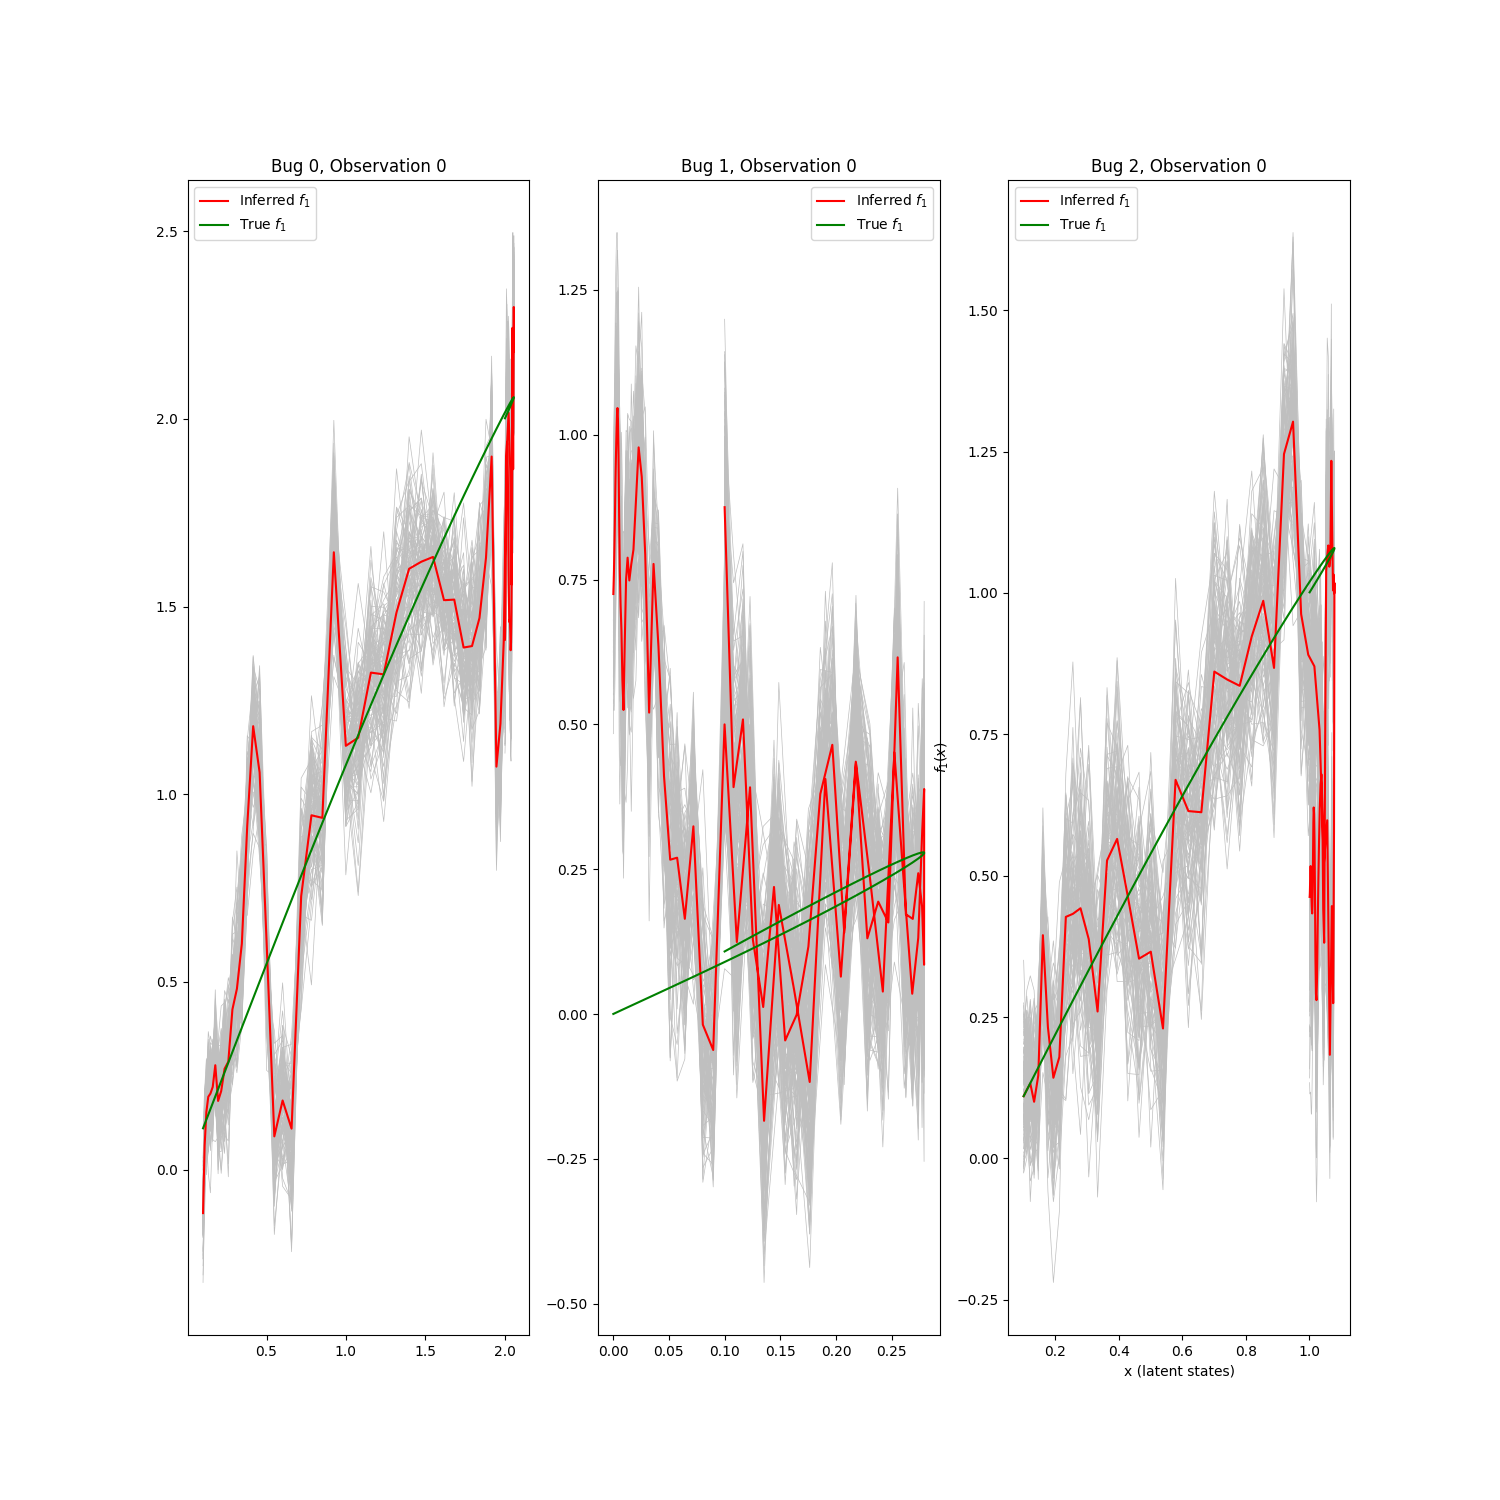 Bug 0, Observation 0
Inferred f₁
True f₁
2.5
2.0
1.5
1.0
0.5
0.0
0.5 1.0 1.5 2.0
Bug 1, Observation 0
Inferred f₁
True f₁
1.25
1.00
0.75
0.50
0.25
0.00
−0.25
−0.50
0.00 0.05 0.10 0.15 0.20 0.25
Bug 2, Observation 0
Inferred f₁
True f₁
f₁(x)
1.50
1.25
1.00
0.75
0.50
0.25
0.00
−0.25
0.2 0.4 0.6 0.8 1.0
x (latent states)